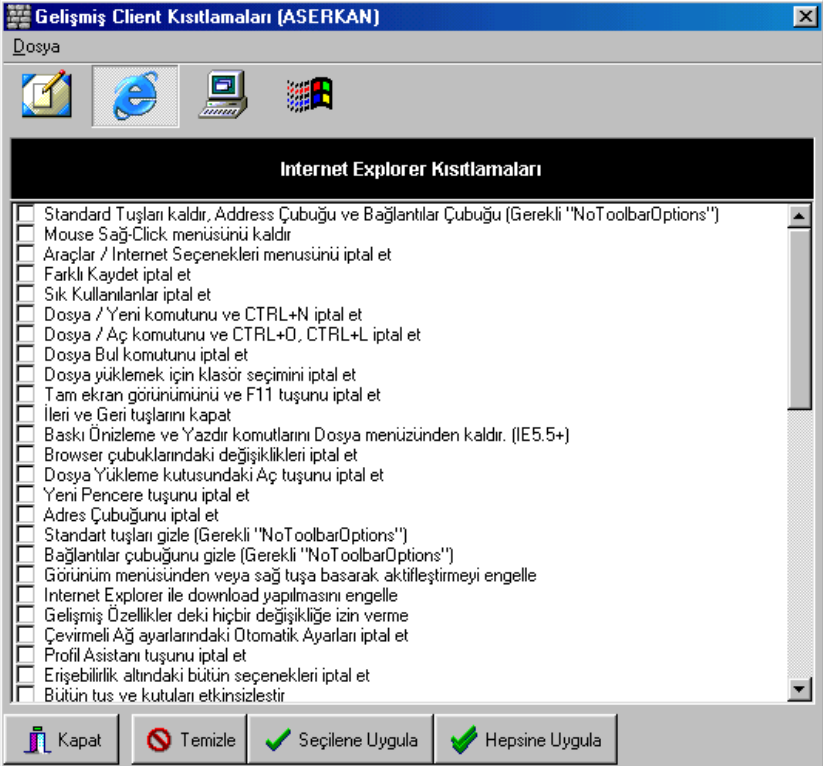 Gelişmiş Client Kısıtlamaları (ASERKAN)
Dosya
Internet Explorer Kısıtlamaları
Standard Tuşları kaldır, Address Çubuğu ve Bağlantılar Çubuğu (Gerekli "NoToolbarOptions")
Mouse Sağ-Click menüsünü kaldır
Araçlar / Internet Seçenekleri menusünü iptal et
Farklı Kaydet iptal et
Sık Kullanılanlar iptal et
Dosya / Yeni komutunu ve CTRL+N iptal et
Dosya / Aç komutunu ve CTRL+O, CTRL+L iptal et
Dosya Bul komutunu iptal et
Dosya yüklemek için klasör seçimini iptal et
Tam ekran görünümünü ve F11 tuşunu iptal et
İleri ve Geri tuşlarını kapat
Baskı Önizleme ve Yazdır komutlarını Dosya menüzünden kaldır. (IE5.5+)
Browser çubuklarındaki değişiklikleri iptal et
Dosya Yükleme kutusundaki Aç tuşunu iptal et
Yeni Pencere tuşunu iptal et
Adres Çubuğunu iptal et
Standart tuşları gizle (Gerekli "NoToolbarOptions")
Bağlantılar çubuğunu gizle (Gerekli "NoToolbarOptions")
Görünüm menüsünden veya sağ tuşa basarak aktifleştirmeyi engelle
Internet Explorer ile download yapılmasını engelle
Gelişmiş Özellikler deki hiçbir değişikliğe izin verme
Çevirmeli Ağ ayarlarındaki Otomatik Ayarları iptal et
Profil Asistanı tuşunu iptal et
Erişebilirlik altındaki bütün seçenekleri iptal et
Bütün tuş ve kutuları etkinsizleştir
Kapat
Temizle
Seçilene Uygula
Hepsine Uygula